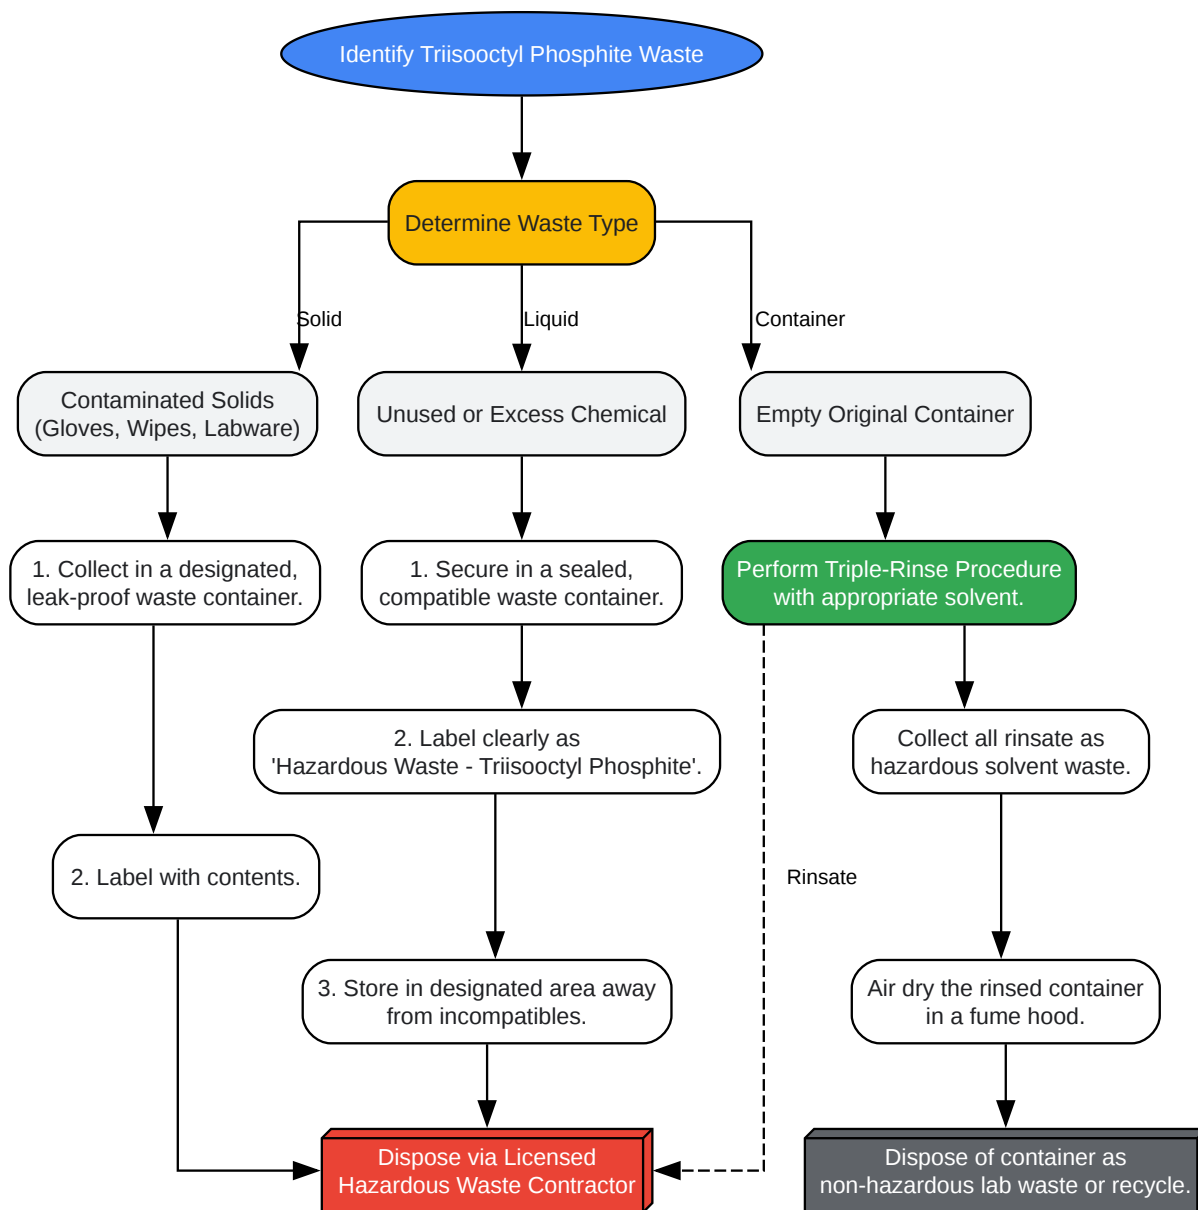 Identify Triisooctyl Phosphite Waste
Determine Waste Type
Solid
Liquid
Container
Contaminated Solids
(Gloves, Wipes, Labware)
Unused or Excess Chemical
Empty Original Container
1. Collect in a designated,
leak-proof waste container.
1. Secure in a sealed,
compatible waste container.
Perform Triple-Rinse Procedure
with appropriate solvent.
2. Label clearly as
'Hazardous Waste - Triisooctyl Phosphite'.
Collect all rinsate as
hazardous solvent waste.
2. Label with contents.
Rinsate
3. Store in designated area away
from incompatibles.
Air dry the rinsed container
in a fume hood.
Dispose via Licensed
Hazardous Waste Contractor
Dispose of container as
non-hazardous lab waste or recycle.